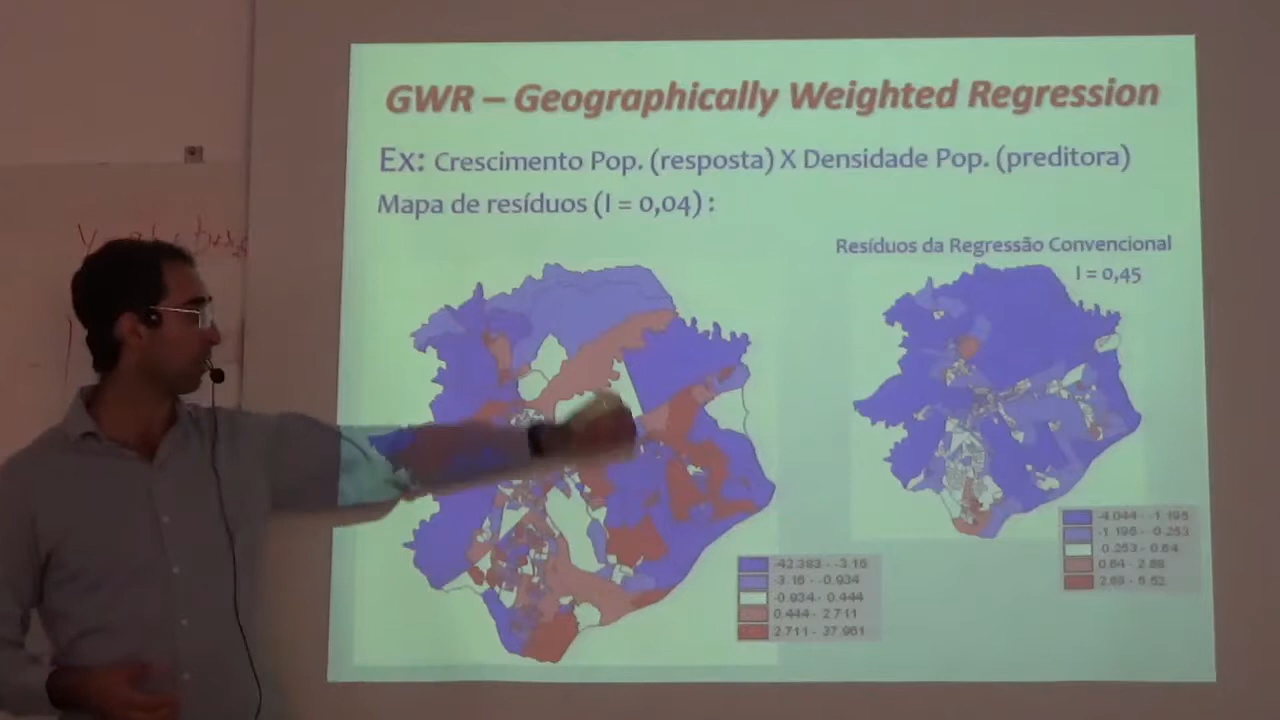 GWR – Geographically Weighted Regression
Ex: Crescimento Pop. (resposta) X Densidade Pop. (preditora)
Mapa de resíduos (I = 0,04) :
Resíduos da Regressão Convencional
I = 0,45
-4.044 - -1.195
-1.195 - -0.253
-0.253 - 0.64
0.64 - 2.68
2.68 - 6.52
-42.383 - -3.16
-3.16 - -0.934
-0.934 - 0.444
0.444 - 2.711
2.711 - 37.961